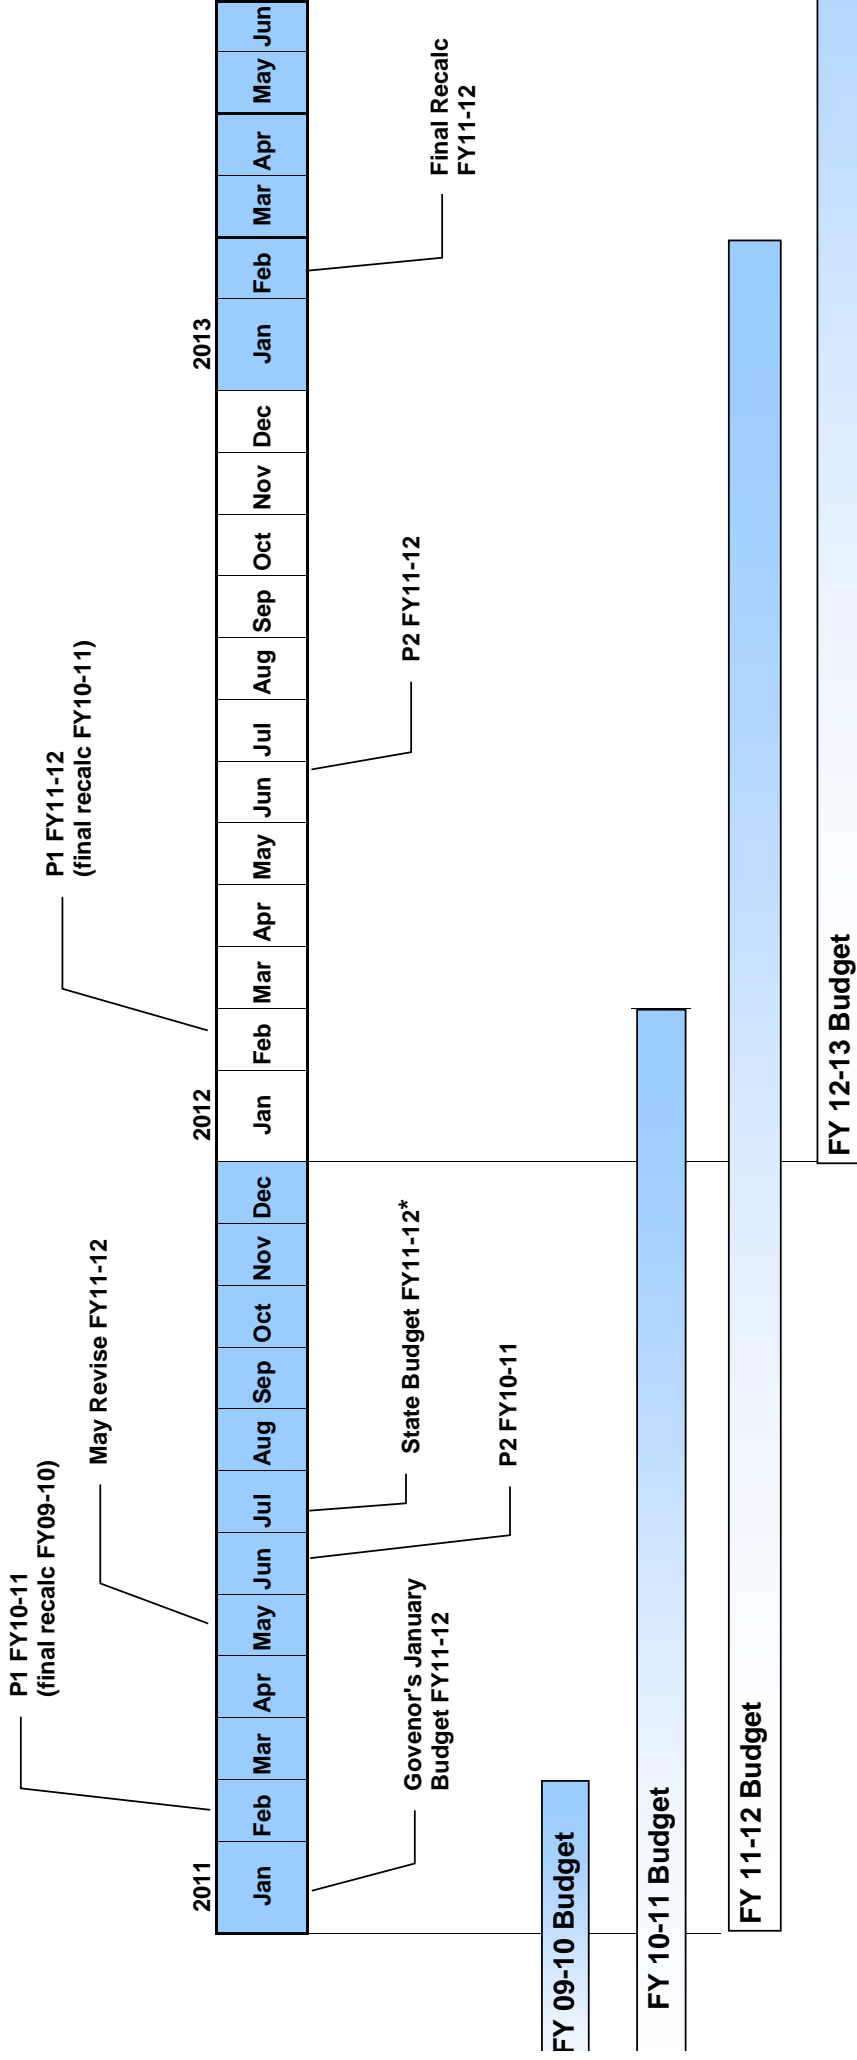 P1 FY10-11
(final recalc FY09-10)
May Revise FY11-12
P1 FY11-12
(final recalc FY10-11)
2011
2012
2013
Jan
Feb
Mar
Apr
May
Jun
Jul
Aug
Sep
Oct
Nov
Dec
Jan
Feb
Mar
Apr
May
Jun
Jul
Aug
Sep
Oct
Nov
Dec
Jan
Feb
Mar
Apr
May
Jun
Govenor's January
Budget FY11-12
State Budget FY11-12*
P2 FY10-11
P2 FY11-12
Final Recalc
FY11-12
FY 09-10 Budget
FY 10-11 Budget
FY 11-12 Budget
FY 12-13 Budget